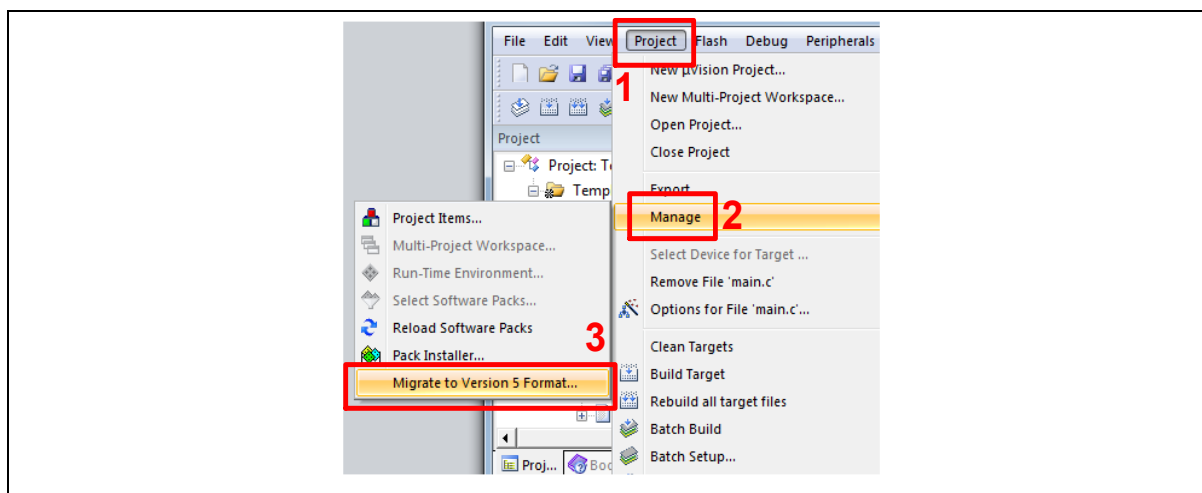 File Edit View Project Flash Debug Peripherals
1
New µVision Project...
New Multi-Project Workspace...
Open Project...
Close Project
Export
Manage
2
Select Device for Target ...
Remove File 'main.c'
Options for File 'main.c'...
Clean Targets
Build Target
Rebuild all target files
Batch Build
Batch Setup...
Project
Project:
Project Items...
Multi-Project Workspace...
Run-Time Environment...
Select Software Packs...
Reload Software Packs
3
Pack Installer...
Migrate to Version 5 Format...
Proj...